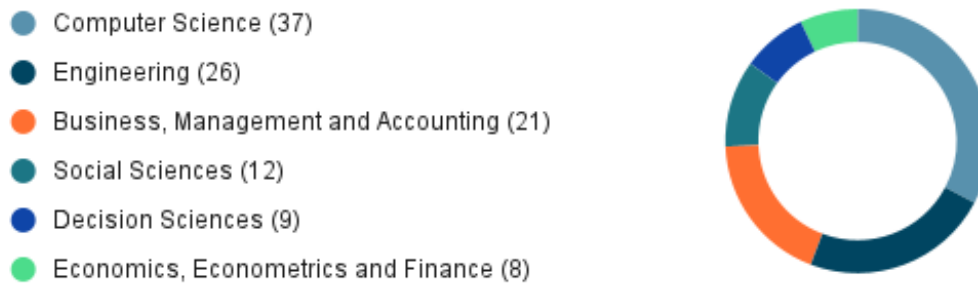 Computer Science (37)
Engineering (26)
Business, Management and Accounting (21)
Social Sciences (12)
Decision Sciences (9)
Economics, Econometrics and Finance (8)